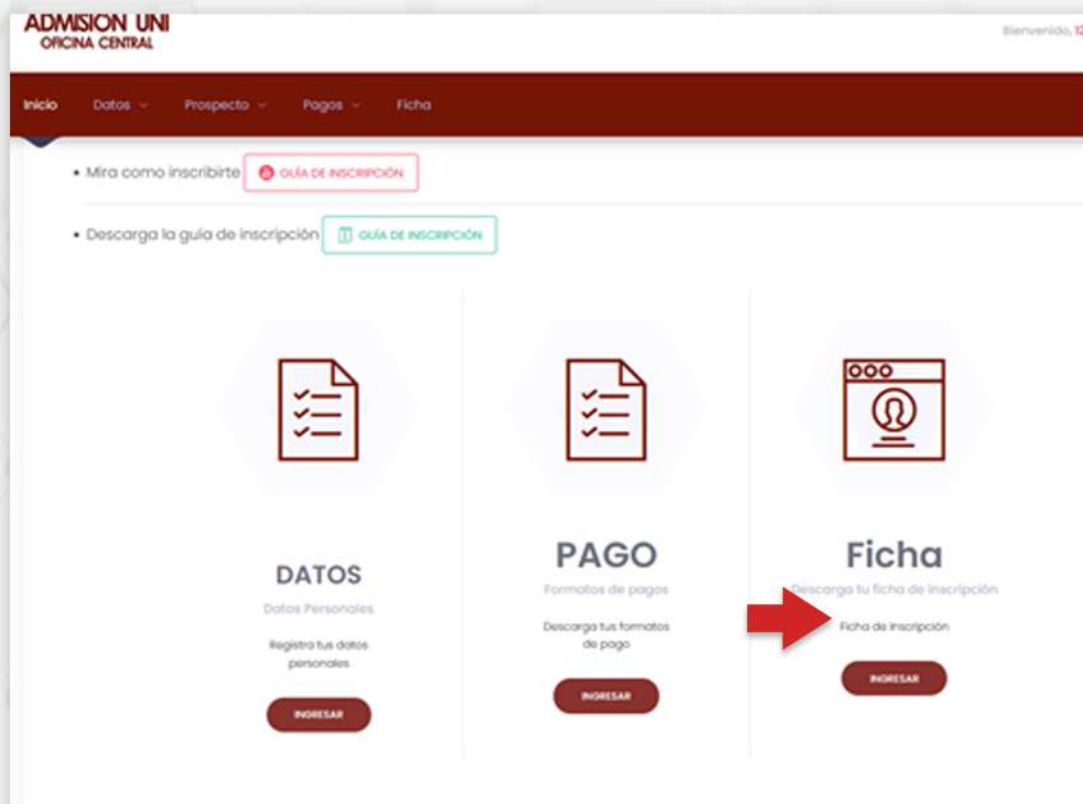 ADMISION UNI
OFICINA CENTRAL
Bienvenido, 12
Inicio Datos Prospecto Pagos Ficha
• Mira como inscribirte GUÍA DE INSCRIPCIÓN
• Descarga la guía de inscripción GUÍA DE INSCRIPCIÓN
DATOS
Datos Personales
Registra tus datos
personales
INGRESAR
PAGO
Formatos de pagos
Descarga tus formatos
de pago
INGRESAR
Ficha
Descarga tu ficha de inscripción
Ficha de inscripción
INGRESAR